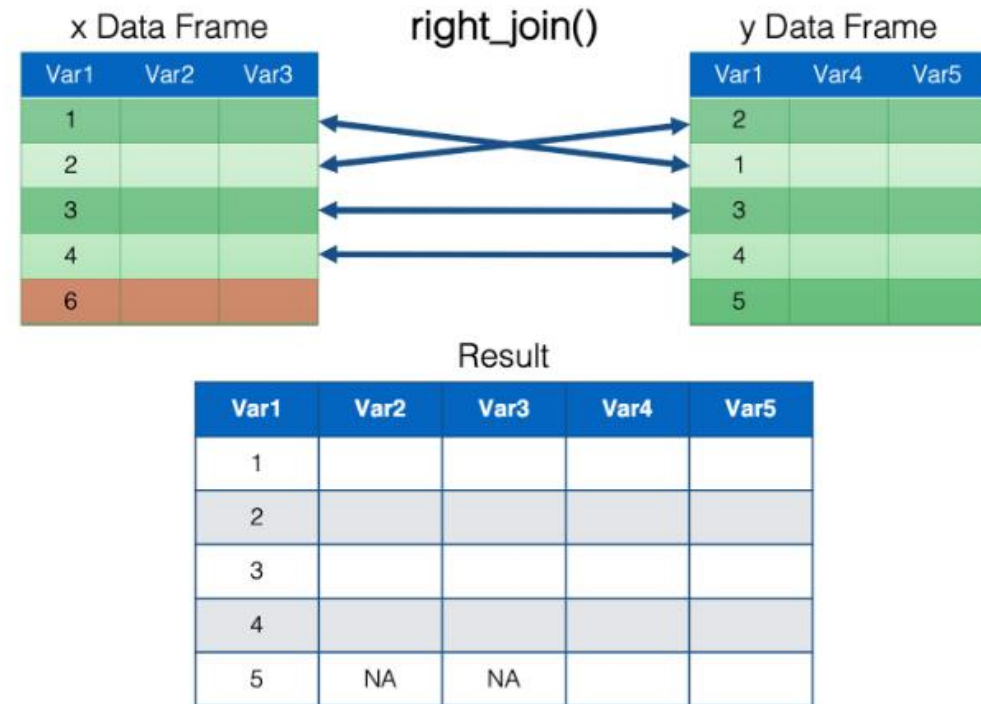 x Data Frame right_join() y Data Frame
Var1 Var2 Var3 Var1 Var4 Var5
1 2
2 1
3 3
4 4
6 5
Result
Var1 Var2 Var3 Var4 Var5
1
2
3
4
5 NA NA